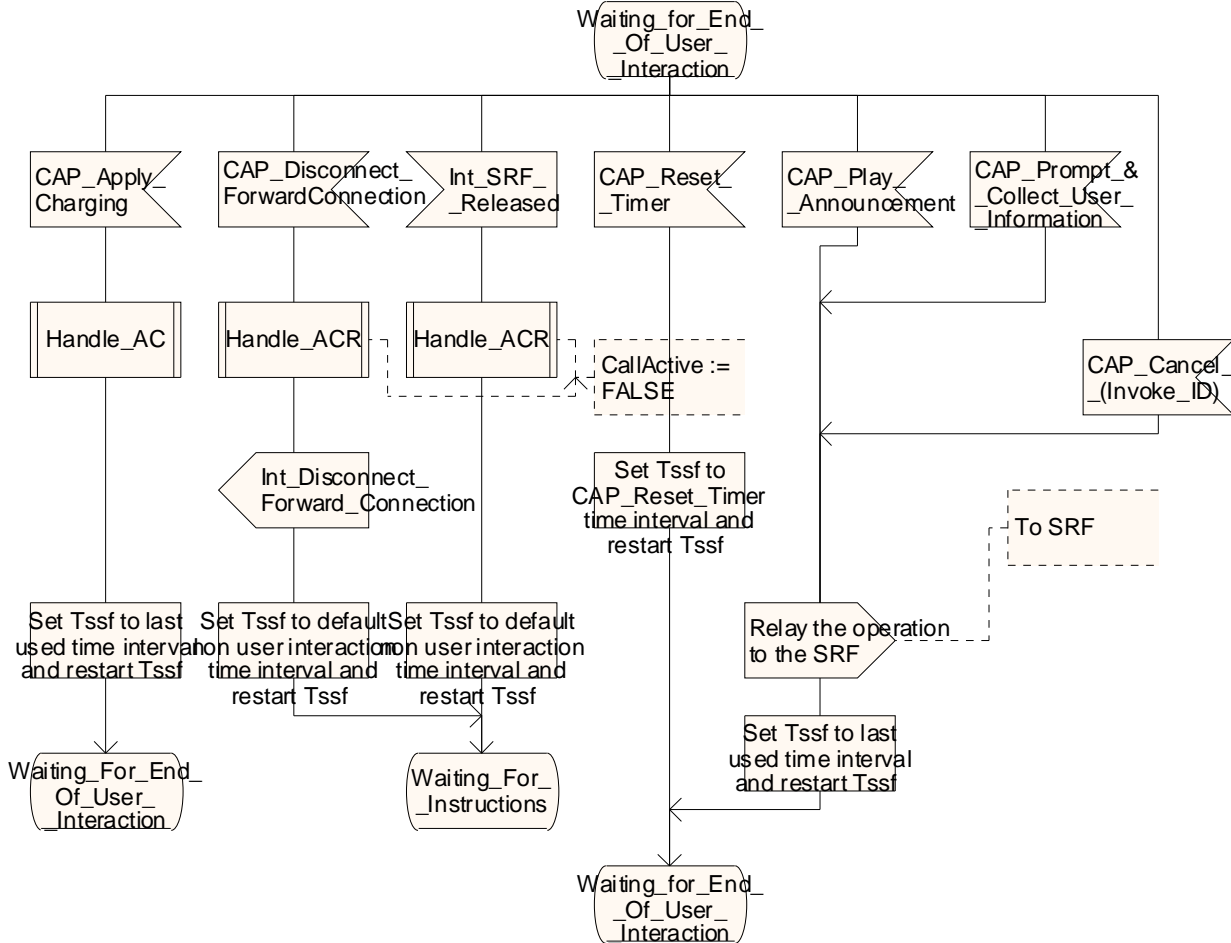 Waiting_for_End_
_Of_User_
_Interaction
CAP_Apply_
Charging
CAP_Disconnect_
ForwardConnection
Int_SRF_
_Released
CAP_Reset_
_Timer
CAP_Play_
_Announcement
CAP_Prompt_&
_Collect_User_
_Information
Handle_AC
Handle_ACR
Handle_ACR
CallActive :=
FALSE
CAP_Cancel_
_(Invoke_ID)
Int_Disconnect_
Forward_Connection
Set Tssf to
CAP_Reset_Timer
time interval and
restart Tssf
To SRF
Set Tssf to last
used time interval
and restart Tssf
Set Tssf to default
non user interaction
time interval and
restart Tssf
Set Tssf to default
non user interaction
time interval and
restart Tssf
Relay the operation
to the SRF
Set Tssf to last
used time interval
and restart Tssf
Waiting_For_End_
_Of_User_
_Interaction
Waiting_For_
_Instructions
Waiting_for_End_
_Of_User_
_Interaction